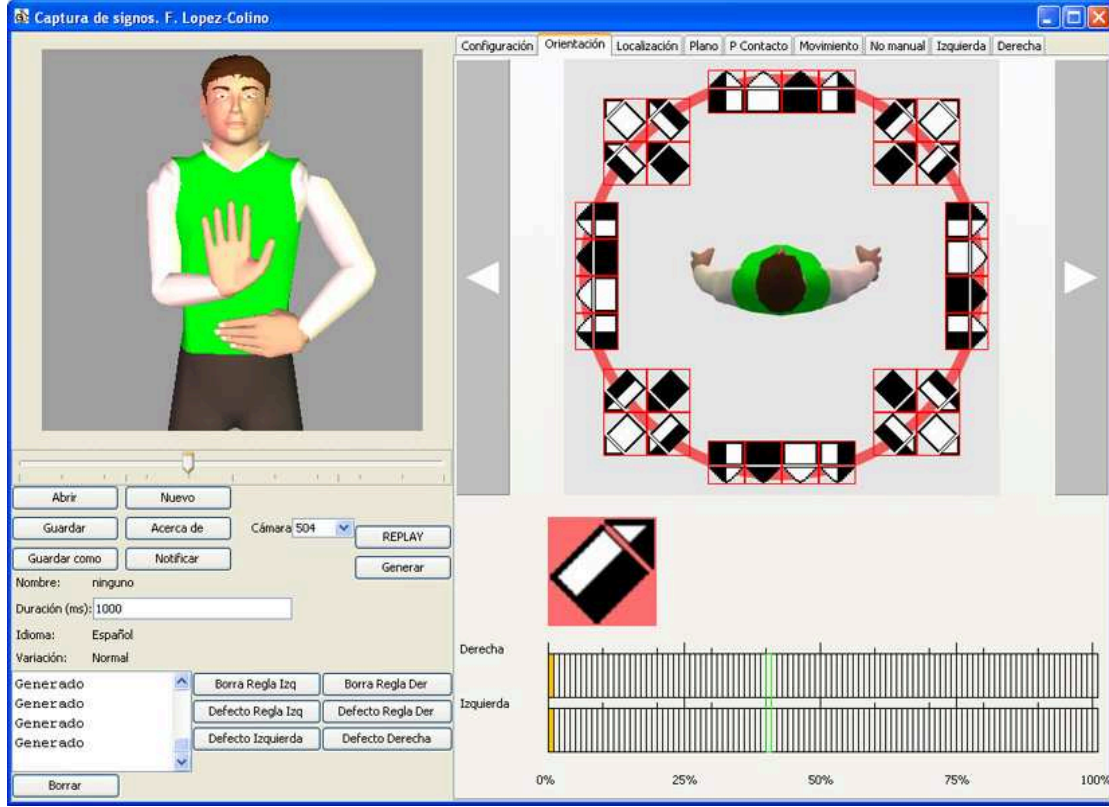 Captura de signos. F. Lopez-Colino
Configuración Orientación Localización Plano P Contacto Movimiento No manual Izquierda Derecha
Abrir Nuevo
Guardar Acerca de Cámara 504 REPLAY
Guardar como Notificar Generar
Nombre: ninguno
Duración (ms): 1000
Idioma: Español
Variación: Normal
Generado
Generado
Generado
Generado
Borra Regla Izq Borra Regla Der
Defecto Regla Izq Defecto Regla Der
Defecto Izquierda Defecto Derecha
Borrar
Derecha
Izquierda
0% 25% 50% 75% 100%